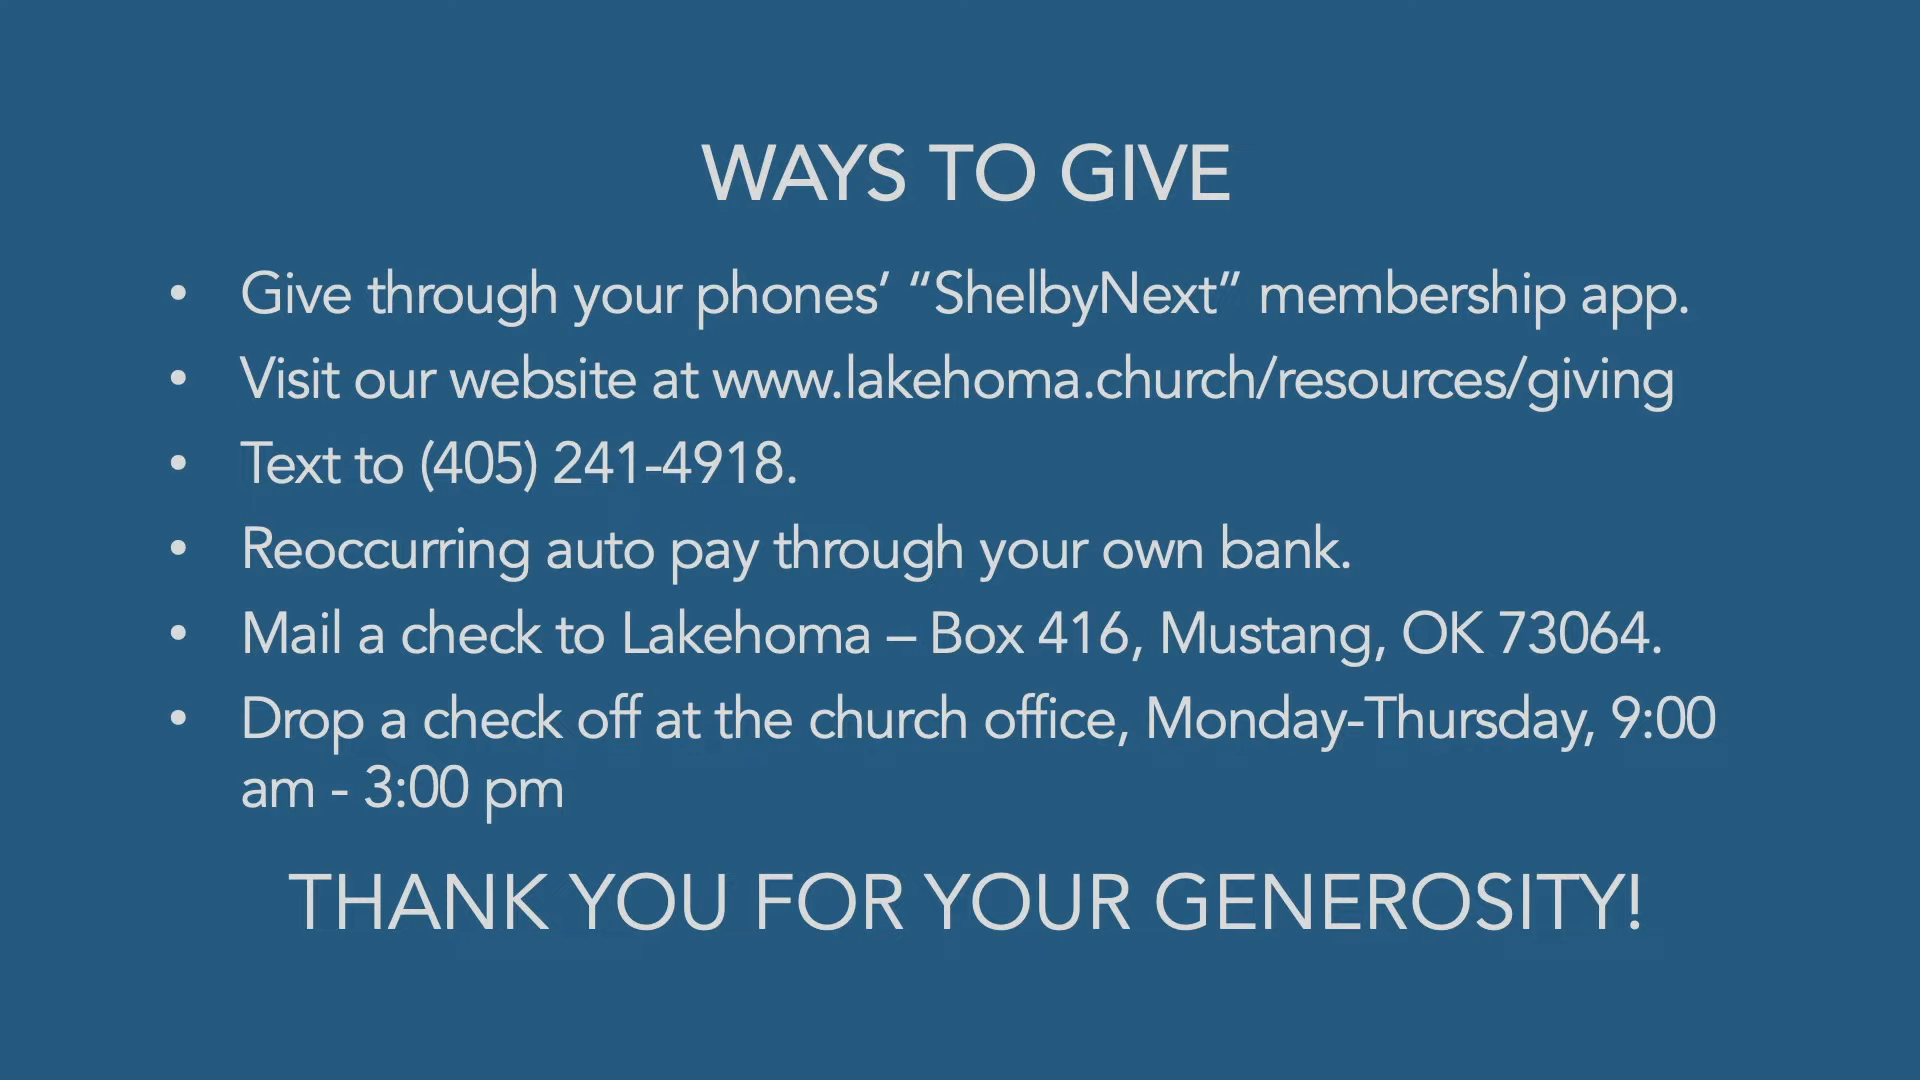 WAYS TO GIVE
• Give through your phones’ “ShelbyNext” membership app.
• Visit our website at www.lakehoma.church/resources/giving
• Text to (405) 241-4918.
• Reoccurring auto pay through your own bank.
• Mail a check to Lakehoma – Box 416, Mustang, OK 73064.
• Drop a check off at the church office, Monday-Thursday, 9:00
am - 3:00 pm
THANK YOU FOR YOUR GENEROSITY!